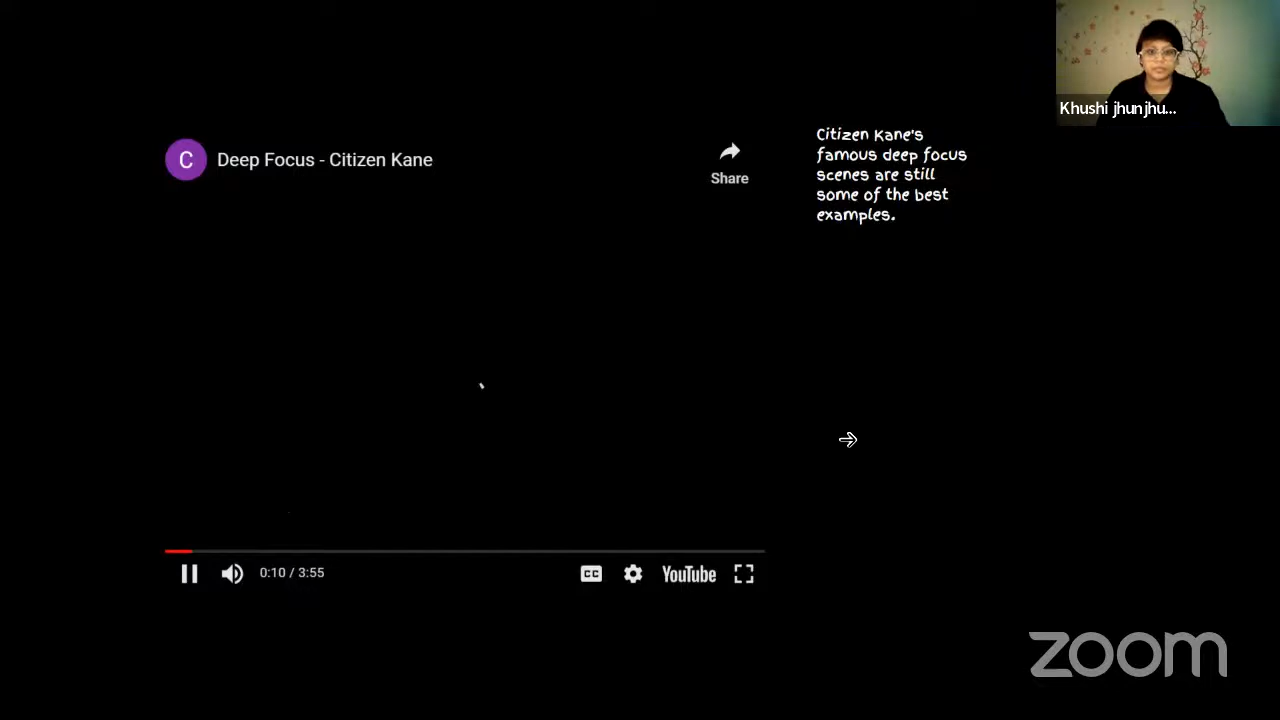 Khushi jhunjhu...
C Deep Focus - Citizen Kane
Share
Citizen Kane's
famous deep focus
scenes are still
some of the best
examples.
0:10 / 3:55
CC
YouTube
zoom